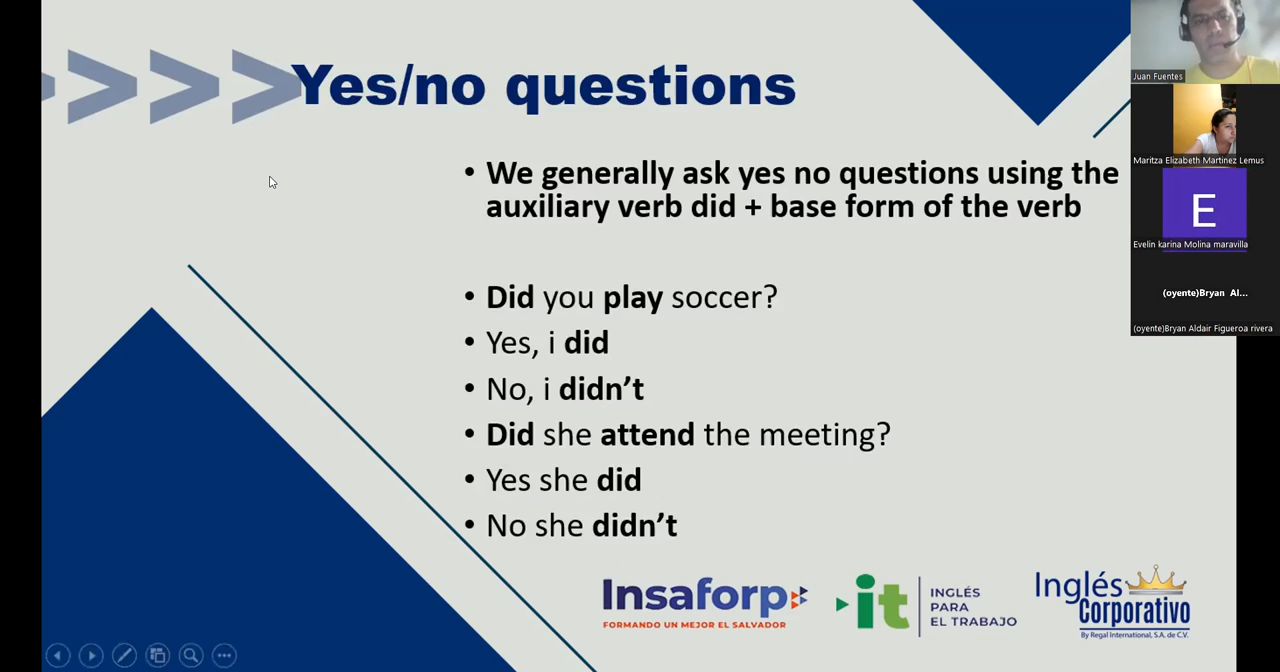 Yes/no questions
• We generally ask yes no questions using the
auxiliary verb did + base form of the verb
• Did you play soccer?
• Yes, i did
• No, i didn’t
• Did she attend the meeting?
• Yes she did
• No she didn’t
Insaforp
FORMANDO UN MEJOR EL SALVADOR
it
INGLÉS
PARA
EL TRABAJO
Inglés
Corporativo
By Regal International, S.A. de C.V.
Juan Fuentes
Maritza Elizabeth Martinez Lemus
E
Evelin karina Molina maravilla
(oyente)Bryan Al...
(oyente)Bryan Aldair Figueroa rivera